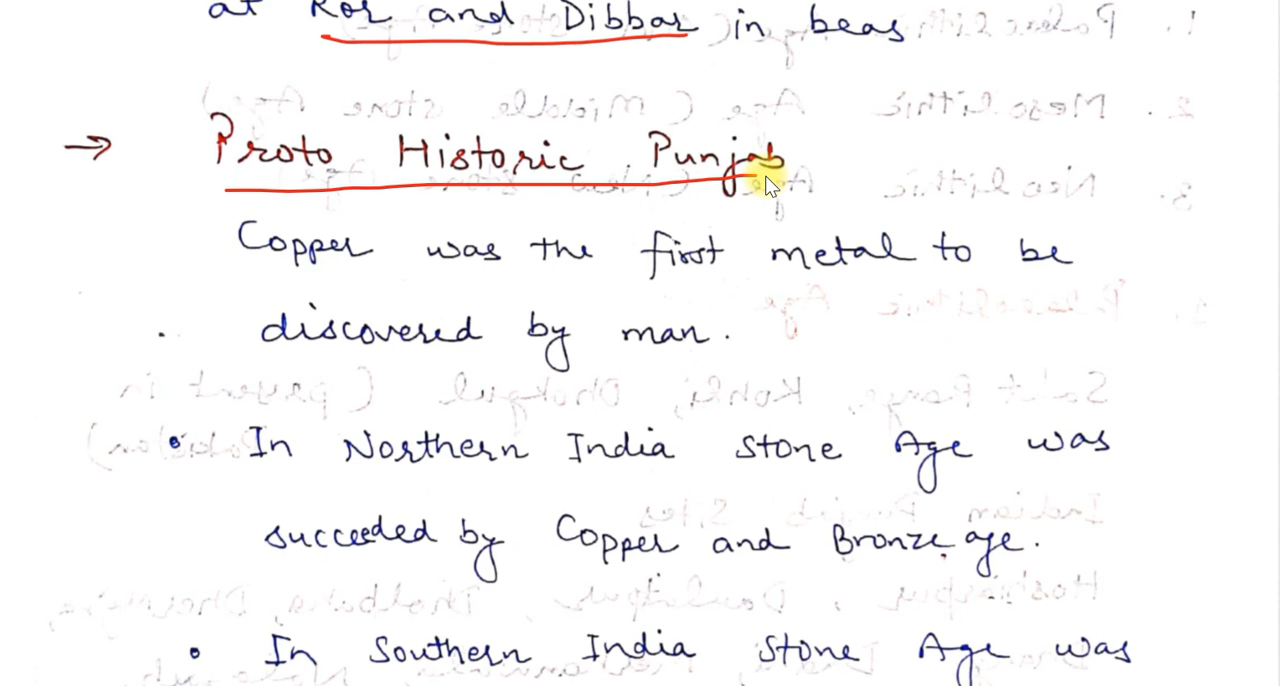 at Ror and Dibbar in beas
→ Proto Historic Punjab
Copper was the first metal to be
discovered by man.
• In Northern India Stone Age was
succeeded by Copper and Bronze age.
• In Southern India Stone Age was